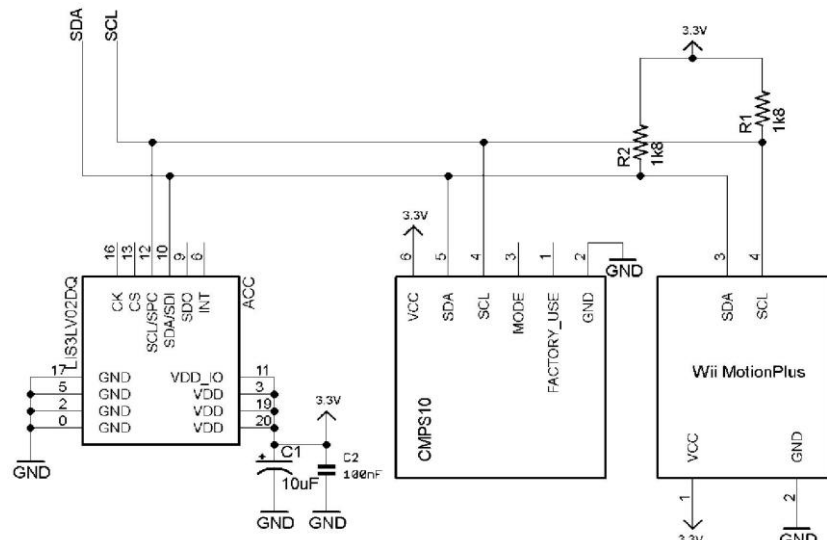 SDA
SCL
3.3V
R2
1k8
R1
1k8
3.3V
16
13
12
10
9
6
6
5
4
3
1
2
GND
3
4
LIS3LV02DQ
ACC
CK
CS
SCL/SPC
SDA/SDI
SDO
INT
VCC
SDA
SCL
MODE
FACTORY_USE
GND
SDA
SCL
17 GND VDD_IO 11
5 GND VDD 3
2 GND VDD 19
0 GND VDD 20
Wii MotionPlus
3.3V
CMPS10
GND
+
C1
10uF
C2
100nF
GND
GND
VCC
GND
1
2
3.3V
GND